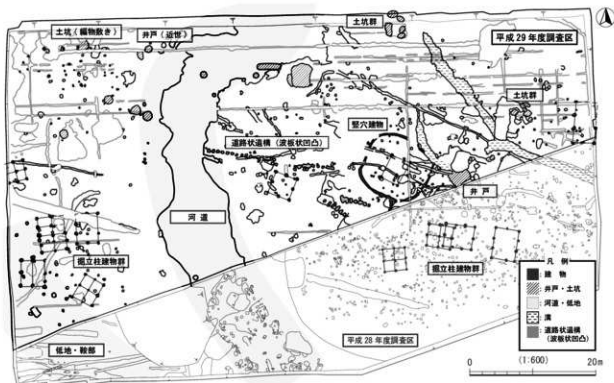 土坑（編物敷き）
井戸（近世）
土坑群
平成29年度調査区
土坑群
竪穴建物
道路状遺構（波板状凹凸）
井戸
河道
掘立柱建物群
掘立柱建物群
低地・鞍部
平成28年度調査区
凡例
：建物
：井戸・土坑
：河道・低地
：溝
：道路状遺構
（波板状凹凸）
0 (1:600) 20m